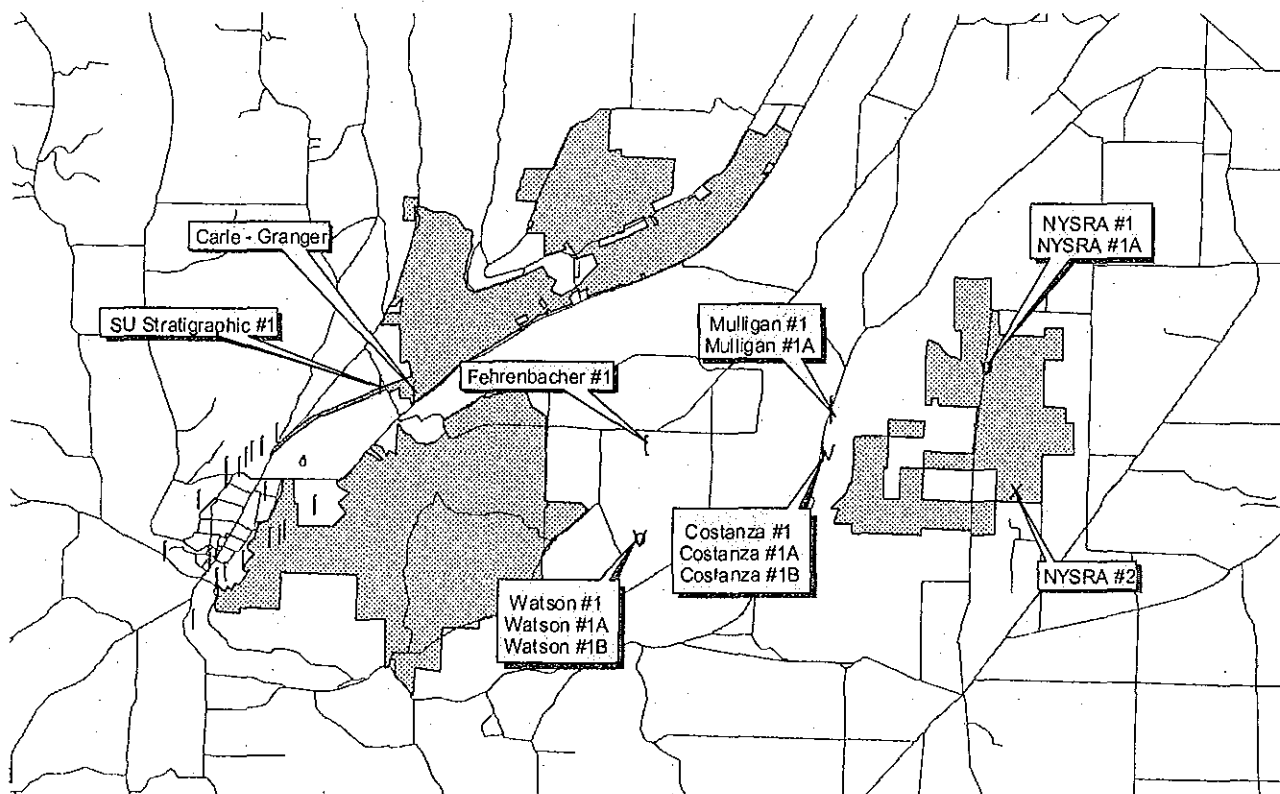 Carle - Granger
NYSRA #1
NYSRA #1A
SU Stratigraphic #1
Mulligan #1
Mulligan #1A
Fehrenbacher #1
Costanza #1
Costanza #1A
Costanza #1B
NYSRA #2
Watson #1
Watson #1A
Watson #1B